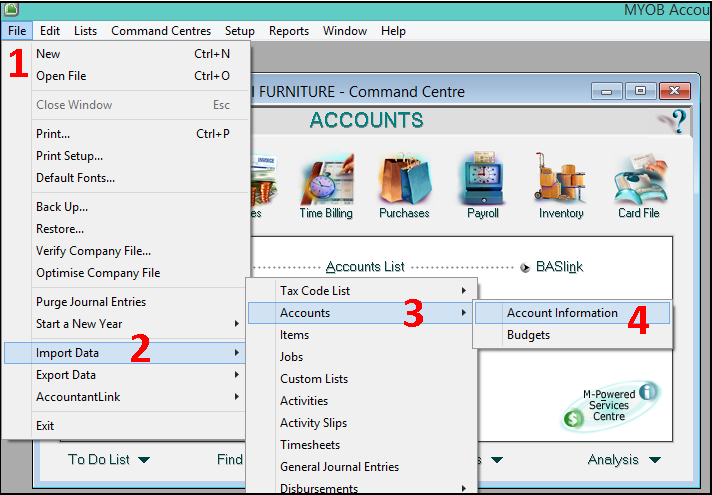 MYOB Accou
File Edit Lists Command Centres Setup Reports Window Help
1
New Ctrl+N
Open File Ctrl+O
Close Window Esc
Print... Ctrl+P
Print Setup...
Default Fonts...
Back Up...
Restore...
Verify Company File...
Optimise Company File
Purge Journal Entries
Start a New Year
Import Data 2
Export Data
AccountantLink
Exit
I FURNITURE - Command Centre
ACCOUNTS
es Time Billing Purchases Payroll Inventory Card File
INVOICE
Accounts List BASlink
Tax Code List
Accounts 3
Items
Jobs
Custom Lists
Activities
Activity Slips
Timesheets
General Journal Entries
Disbursements
Account Information 4
Budgets
M-Powered
Services
Centre
To Do List Find s Analysis